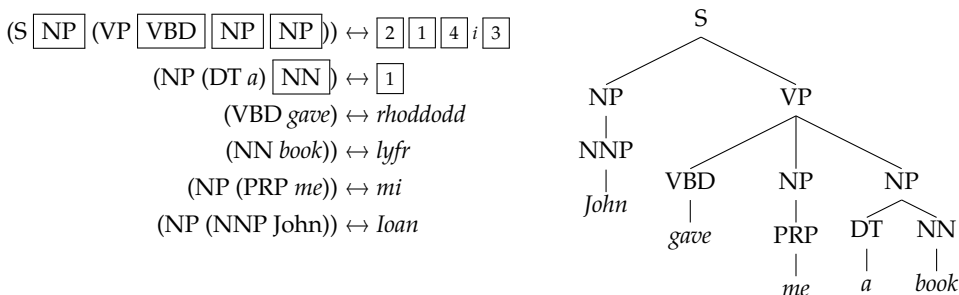 (S NP (VP VBD NP NP )) ↔ 2 1 4 i 3
(NP (DT a) NN ) ↔ 1
(VBD gave) ↔ rhoddodd
(NN book)) ↔ lyfr
(NP (PRP me)) ↔ mi
(NP (NNP John)) ↔ Ioan
S
NP VP
NNP VBD NP NP
John gave PRP DT NN
me a book